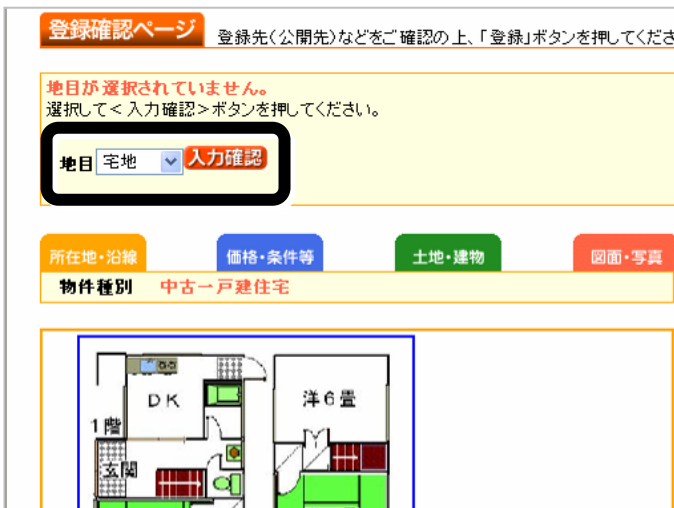 登録確認ページ
登録先(公開先)などをご確認の上、「登録」ボタンを押してくださ
地目が選択されていません。
選択して<入力確認>ボタンを押してください。
地目 宅地 入力確認
所在地・沿線 価格・条件等 土地・建物 図面・写真
物件種別 中古一戸建住宅
DK 洋6畳
1階
玄関